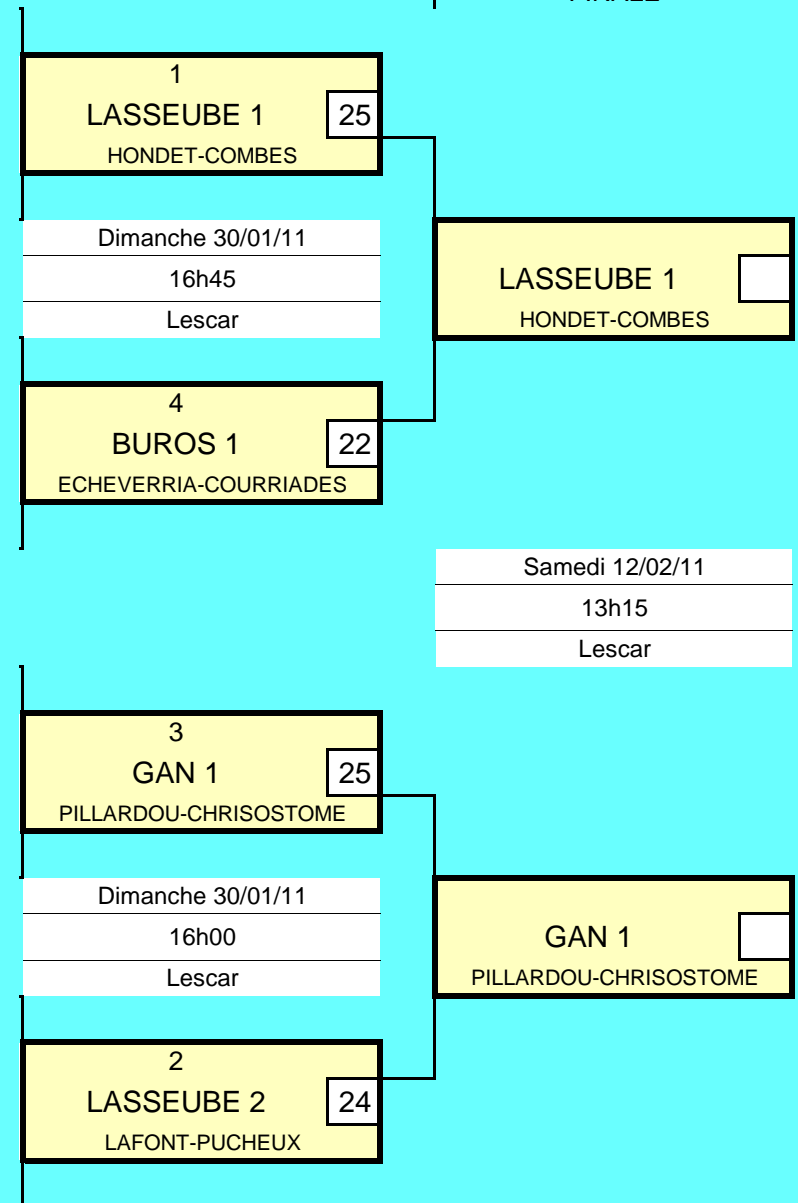 1
LASSEUBE 1
25
HONDET-COMBES
Dimanche 30/01/11
16h45
Lescar
LASSEUBE 1
HONDET-COMBES
4
BUROS 1
22
ECHEVERRIA-COURRIADES
Samedi 12/02/11
13h15
Lescar
3
GAN 1
25
PILLARDOU-CHRISOSTOME
Dimanche 30/01/11
16h00
Lescar
GAN 1
PILLARDOU-CHRISOSTOME
2
LASSEUBE 2
24
LAFONT-PUCHEUX